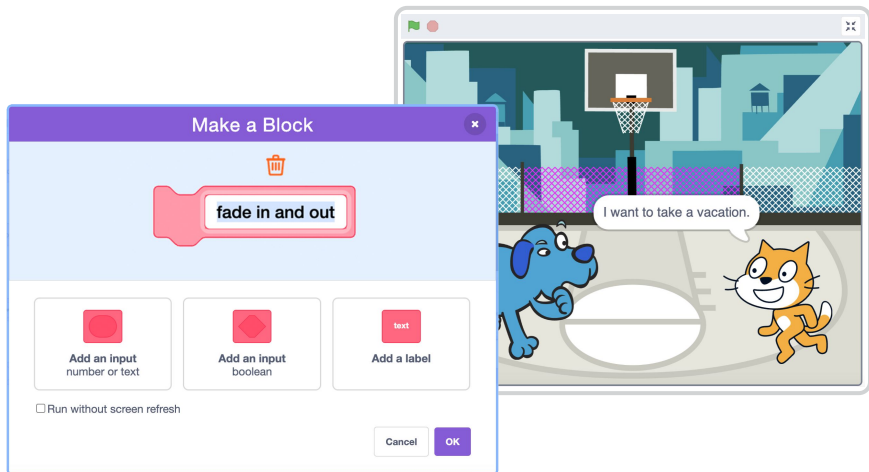 Make a Block
fade in and out
I want to take a vacation.
text
Add an input
number or text
Add an input
boolean
Add a label
Run without screen refresh
Cancel
OK